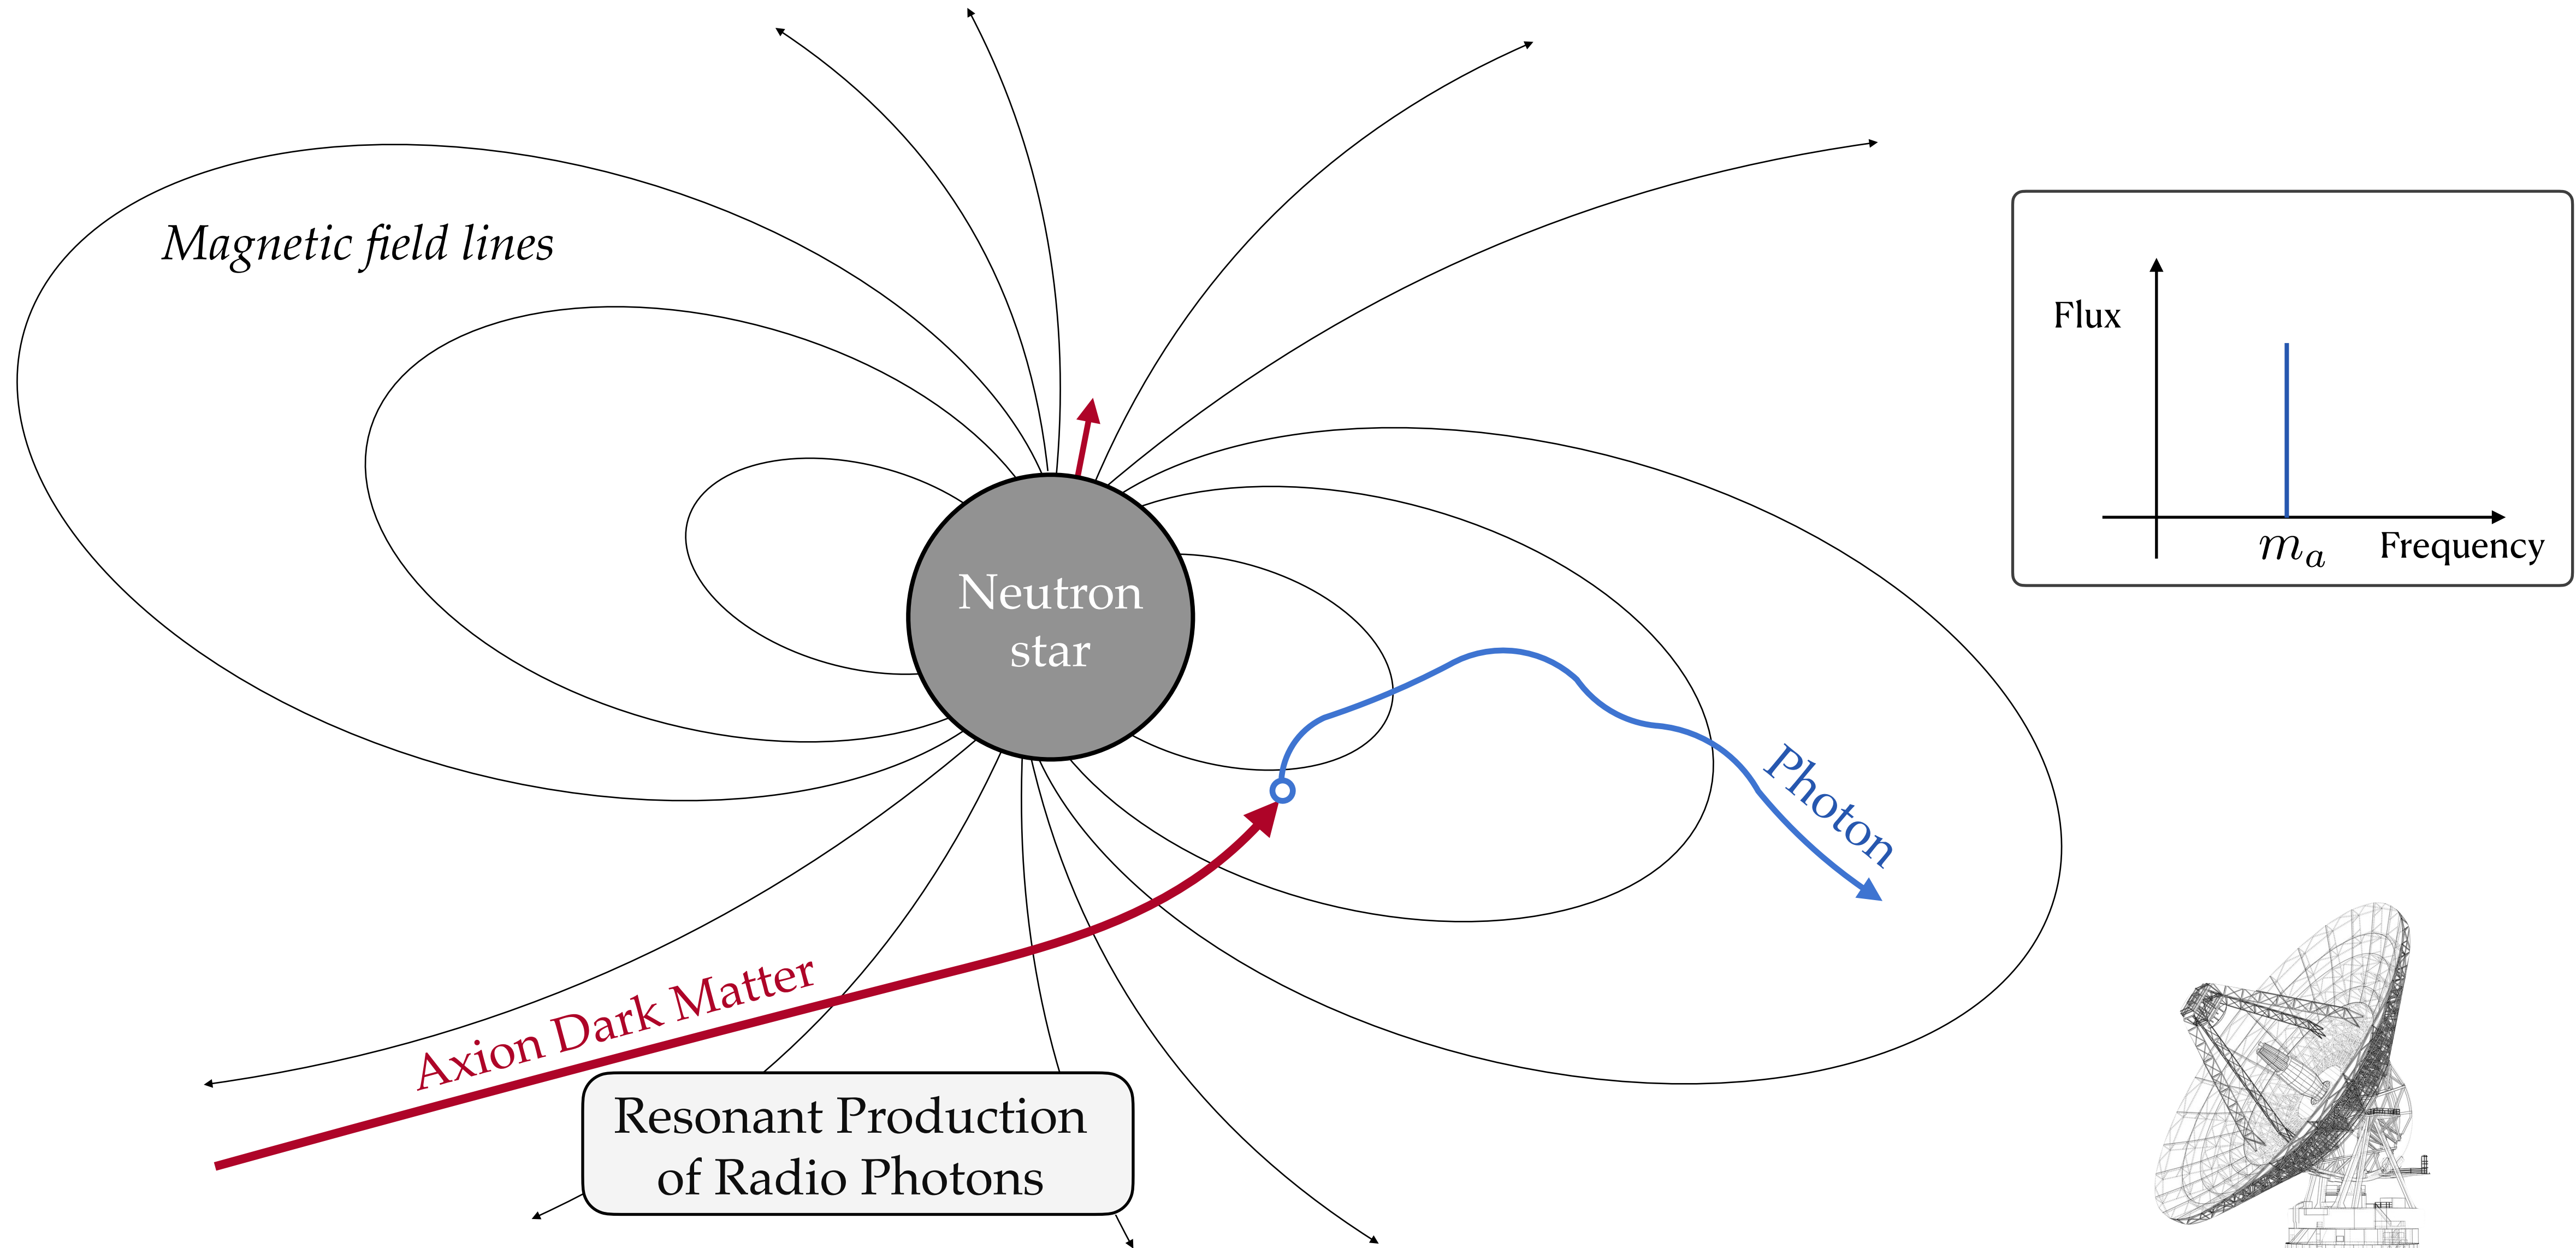 Magnetic field lines
Flux
m_a
Frequency
Neutron
star
Photon
Axion Dark Matter
Resonant Production
of Radio Photons